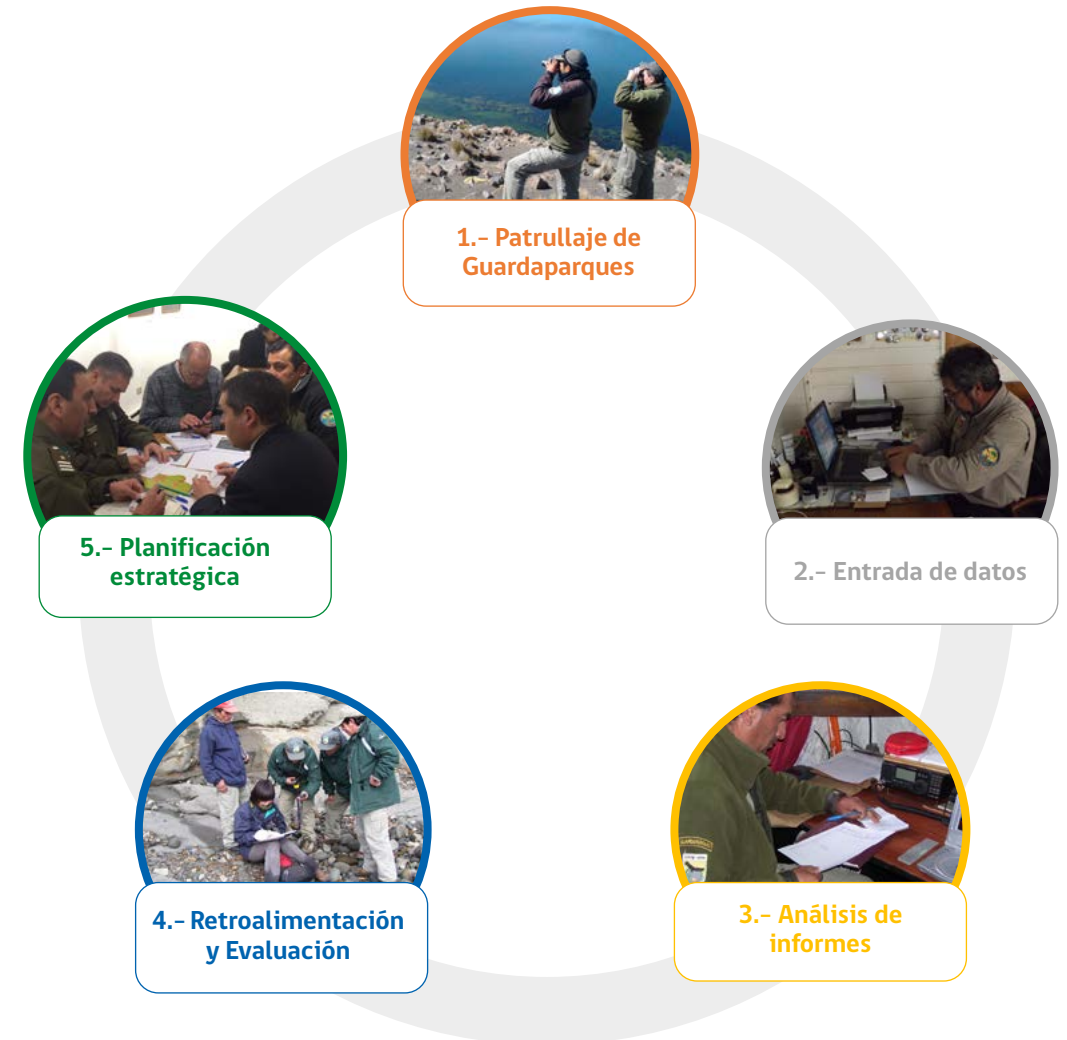 1.- Patrullaje de
Guardaparques
2.- Entrada de datos
3.- Análisis de
informes
4.- Retroalimentación
y Evaluación
5.- Planificación
estratégica